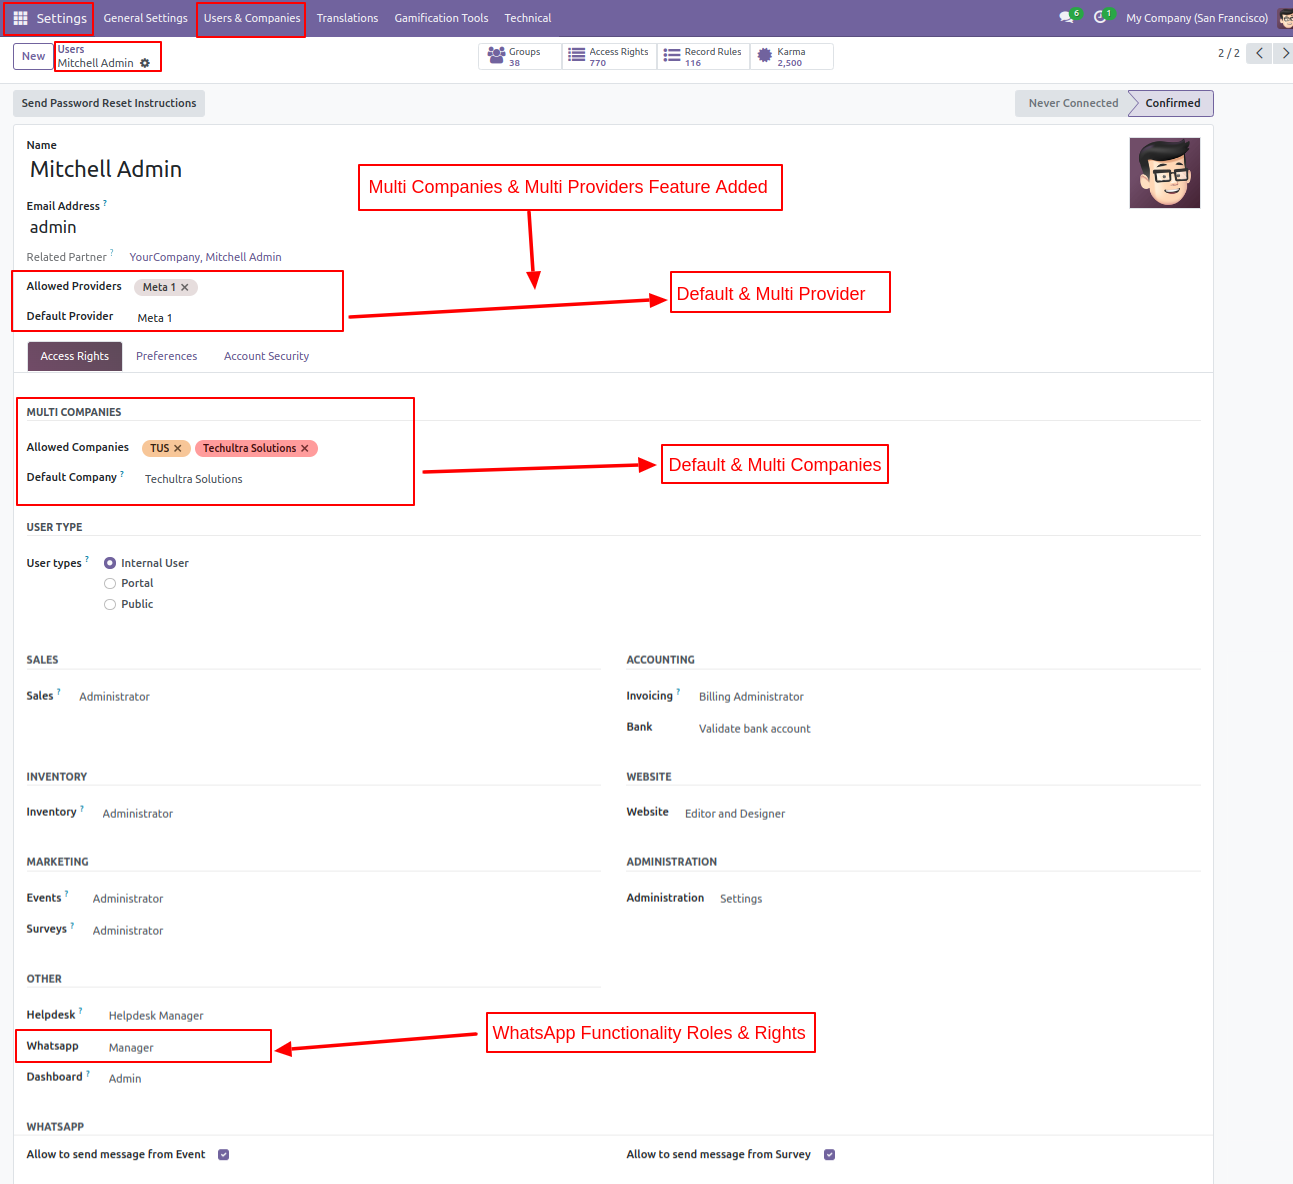 Settings General Settings Users & Companies Translations Gamification Tools Technical 6 1 My Company (San Francisco)
New Users Mitchell Admin
Groups 38 Access Rights 770 Record Rules 116 Karma 2,500
2 / 2
Send Password Reset Instructions
Never Connected Confirmed
Name
Mitchell Admin
Multi Companies & Multi Providers Feature Added
Email Address ?
admin
Related Partner ? YourCompany, Mitchell Admin
Allowed Providers Meta 1 ✕
Default & Multi Provider
Default Provider Meta 1
Access Rights Preferences Account Security
MULTI COMPANIES
Allowed Companies TUS ✕ Techultra Solutions ✕
Default & Multi Companies
Default Company ? Techultra Solutions
USER TYPE
User types ? Internal User
Portal
Public
SALES ACCOUNTING
Sales ? Administrator Invoicing ? Billing Administrator
Bank Validate bank account
INVENTORY WEBSITE
Inventory ? Administrator Website Editor and Designer
MARKETING ADMINISTRATION
Events ? Administrator Administration Settings
Surveys ? Administrator
OTHER
Helpdesk ? Helpdesk Manager
WhatsApp Functionality Roles & Rights
Whatsapp Manager
Dashboard ? Admin
WHATSAPP
Allow to send message from Event Allow to send message from Survey